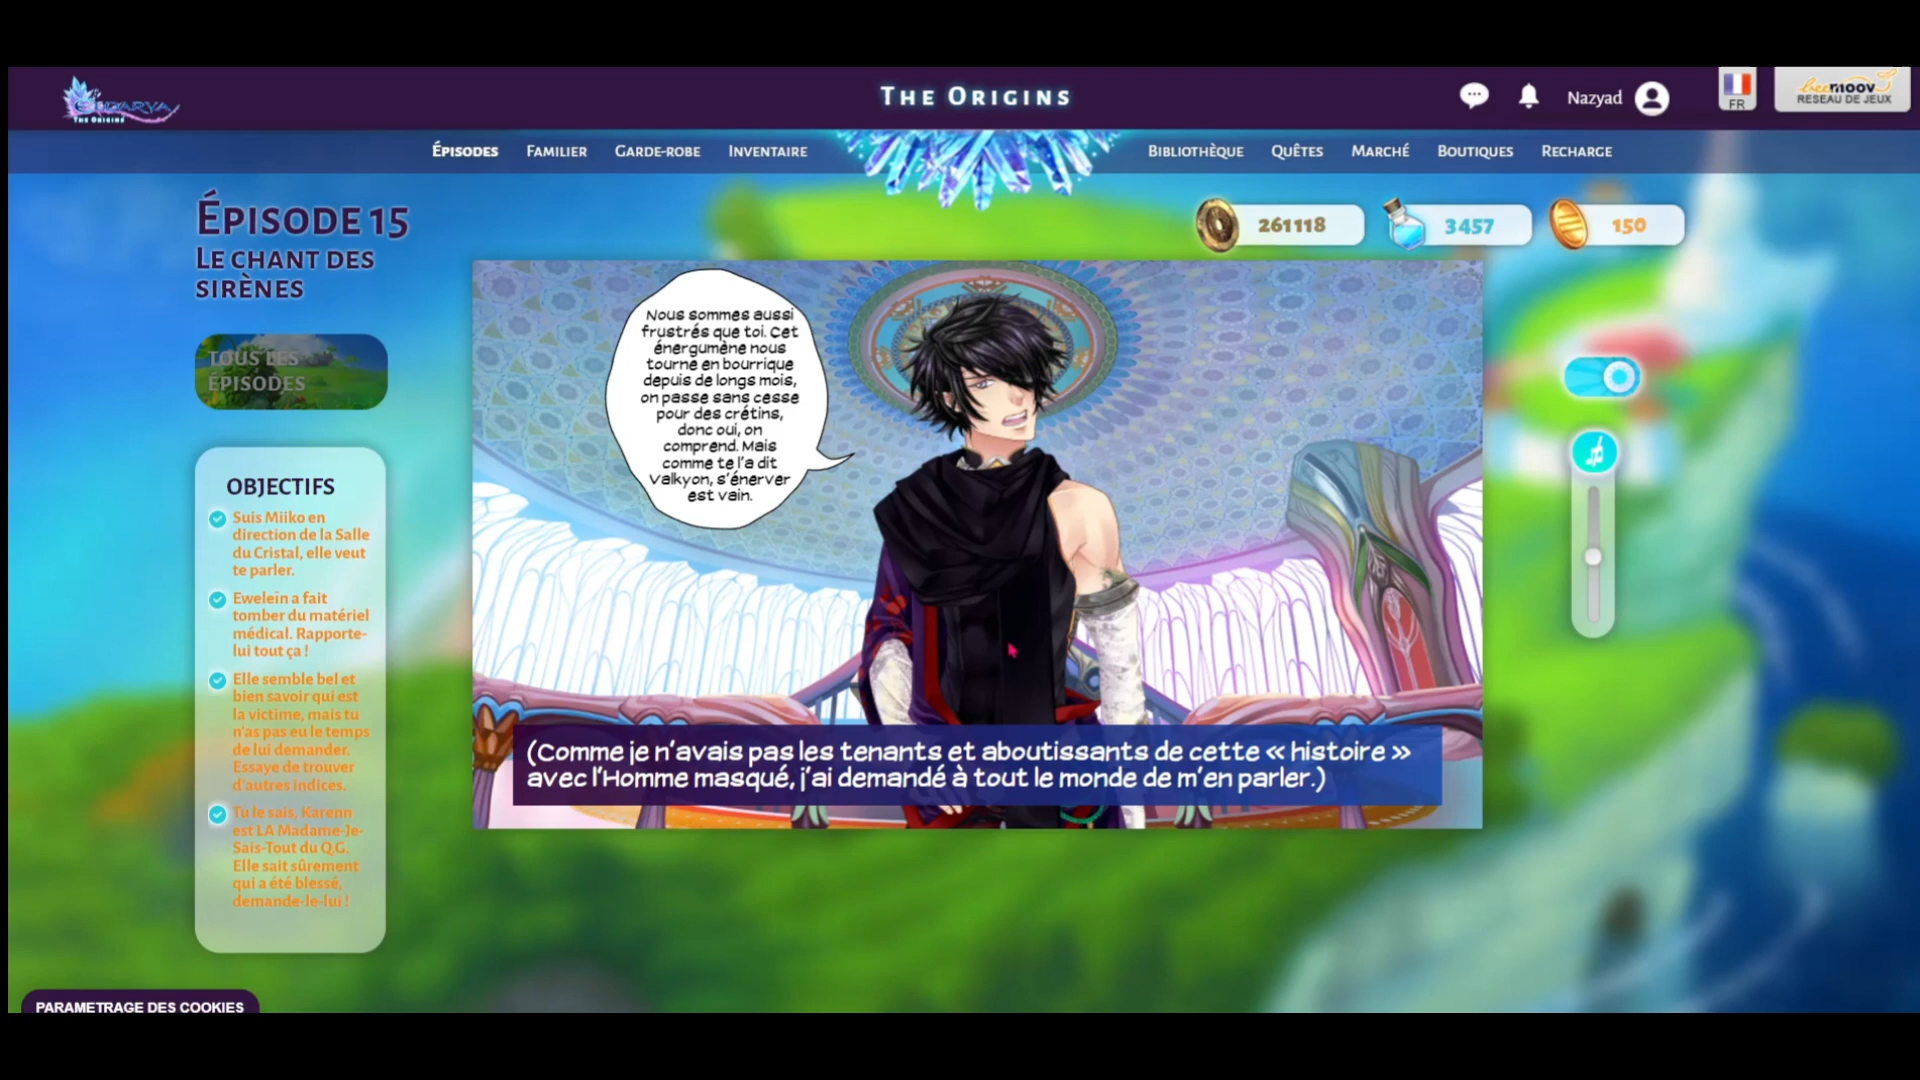 ELDARYA
THE ORIGINS
THE ORIGINS
Nazyad
FR
beemoov
RESEAU DE JEUX
ÉPISODES
FAMILIER
GARDE-ROBE
INVENTAIRE
BIBLIOTHÈQUE
QUÊTES
MARCHÉ
BOUTIQUES
RECHARGE
ÉPISODE 15
LE CHANT DES
SIRÈNES
261118
3457
150
TOUS LES
ÉPISODES
OBJECTIFS
Suis Miiko en
direction de la Salle
du Cristal, elle veut
te parler.
Eweleïn a fait
tomber du matériel
médical. Rapporte-
lui tout ça !
Elle semble bel et
bien savoir qui est
la victime, mais tu
n'as pas eu le temps
de lui demander.
Essaye de trouver
d'autres indices.
Tu le sais, Karenn
est LA Madame-Je-
Sais-Tout du Q.G.
Elle sait sûrement
qui a été blessé,
demande-le-lui !
Nous sommes aussi
frustrés que toi. Cet
énergumène nous
tourne en bourrique
depuis de longs mois,
on passe sans cesse
pour des crétins,
donc oui, on
comprend. Mais
comme te l'a dit
Valkyon, s'énerver
est vain.
(Comme je n'avais pas les tenants et aboutissants de cette « histoire »
avec l'Homme masqué, j'ai demandé à tout le monde de m'en parler.)
PARAMETRAGE DES COOKIES